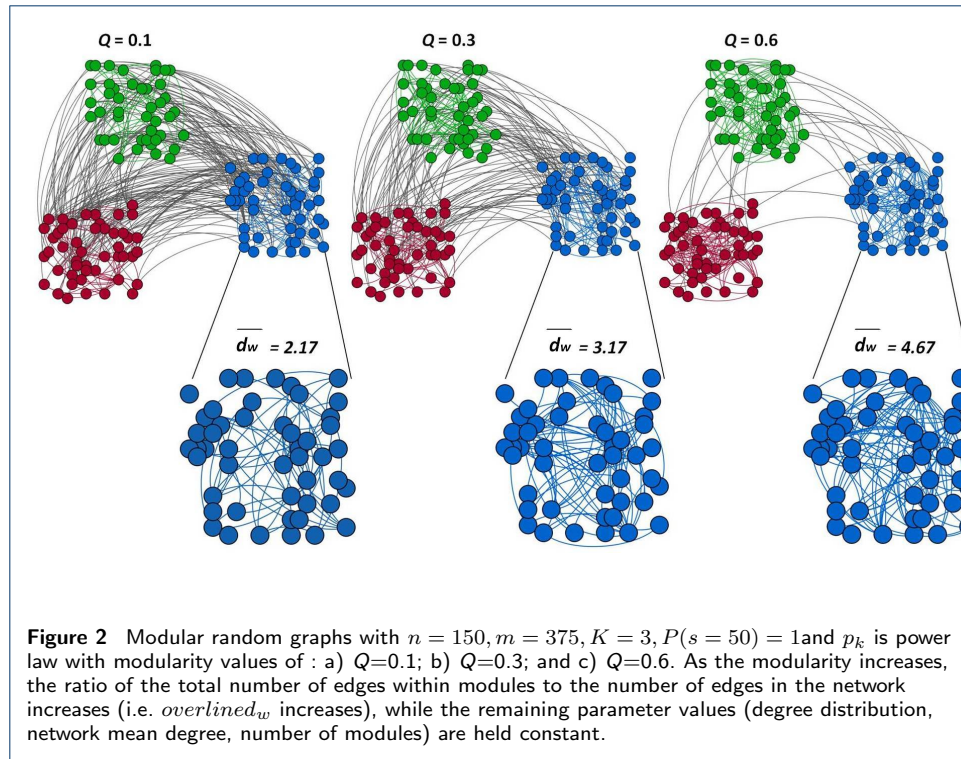 Q = 0.1 Q = 0.3 Q = 0.6
d̅w̅ = 2.17 d̅w̅ = 3.17 d̅w̅ = 4.67
Figure 2 Modular random graphs with n = 150, m = 375, K = 3, P(s = 50) = 1and pₖ is power
law with modularity values of : a) Q=0.1; b) Q=0.3; and c) Q=0.6. As the modularity increases,
the ratio of the total number of edges within modules to the number of edges in the network
increases (i.e. overlined_w increases), while the remaining parameter values (degree distribution,
network mean degree, number of modules) are held constant.